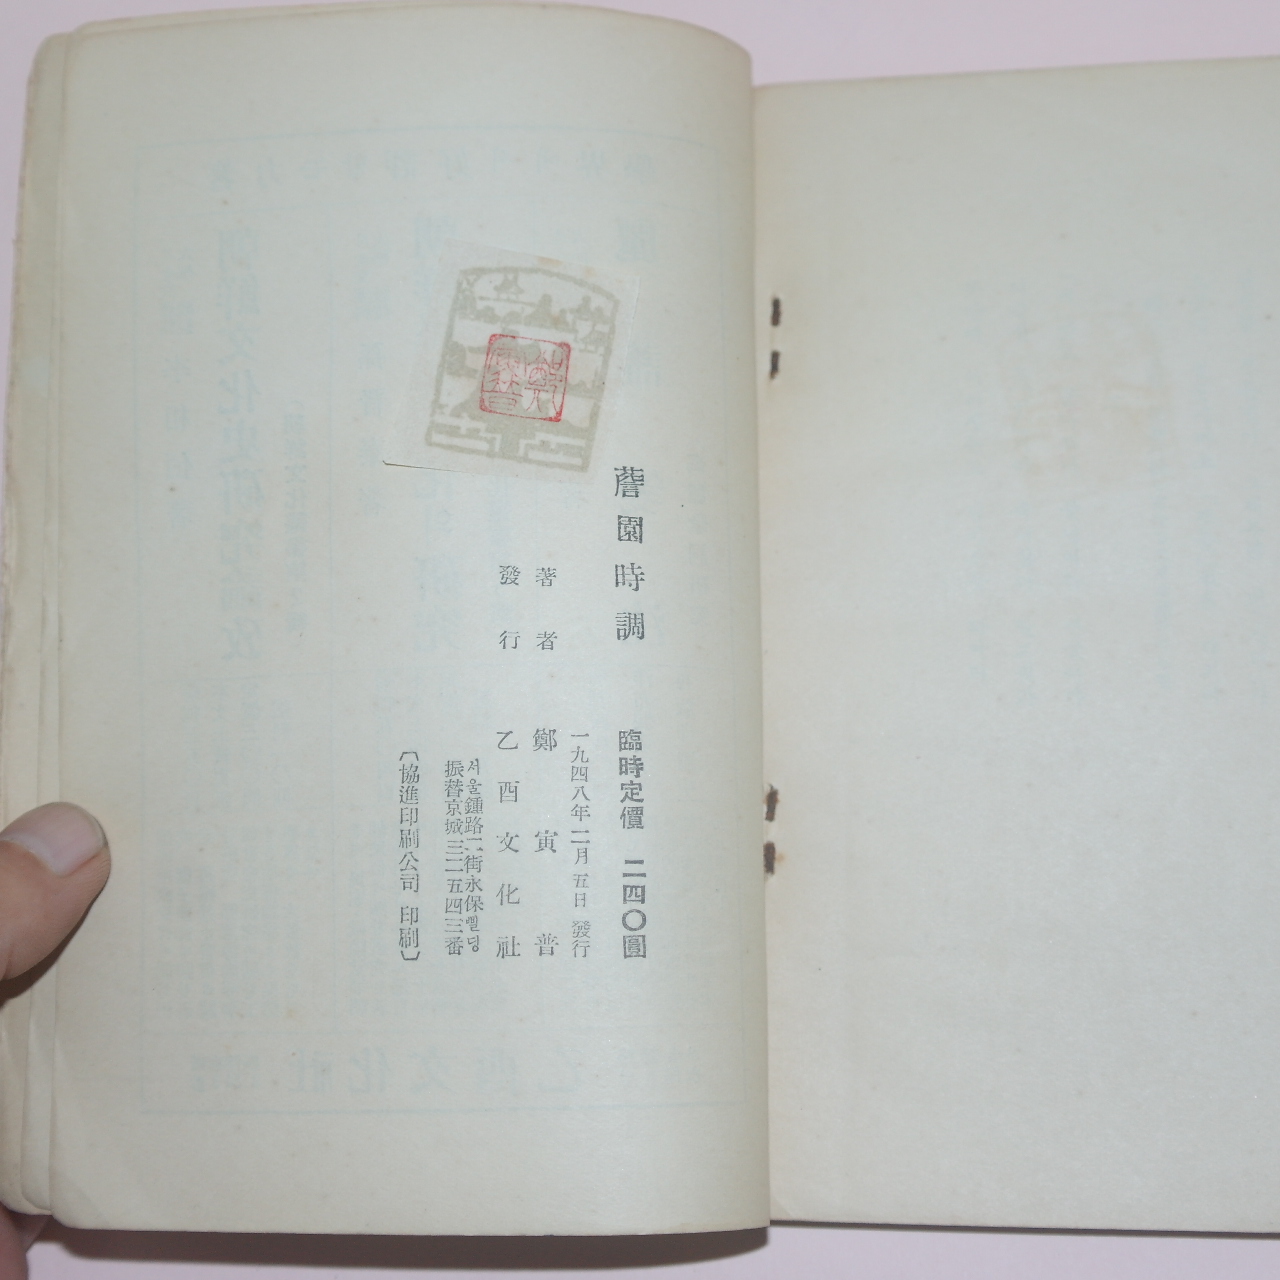 薝園時調
臨時定價 二四〇圓
一九四八年二月五日 發行
著者 鄭寅普
發行 乙酉文化社
서울鍾路二街永保삘딍
振替京城三二五四三番
〔協進印刷公司 印刷〕